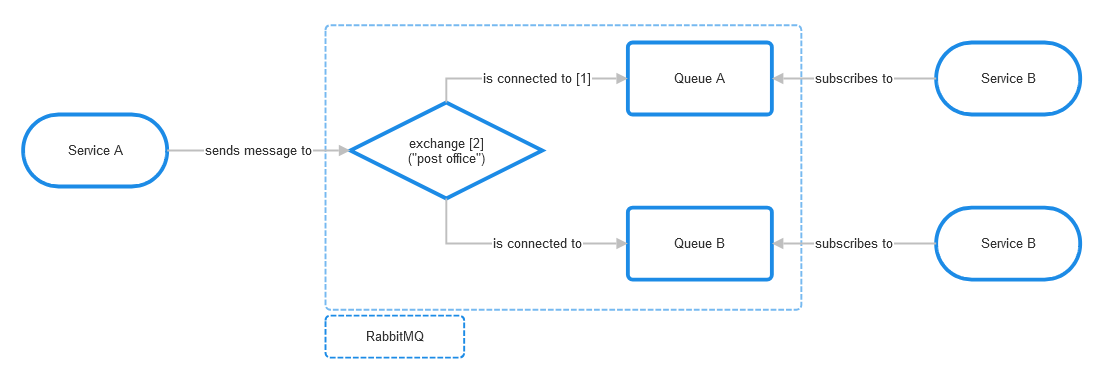 is connected to [1]
Queue A
subscribes to
Service B
Service A
sends message to
exchange [2]
("post office")
is connected to
Queue B
subscribes to
Service B
RabbitMQ